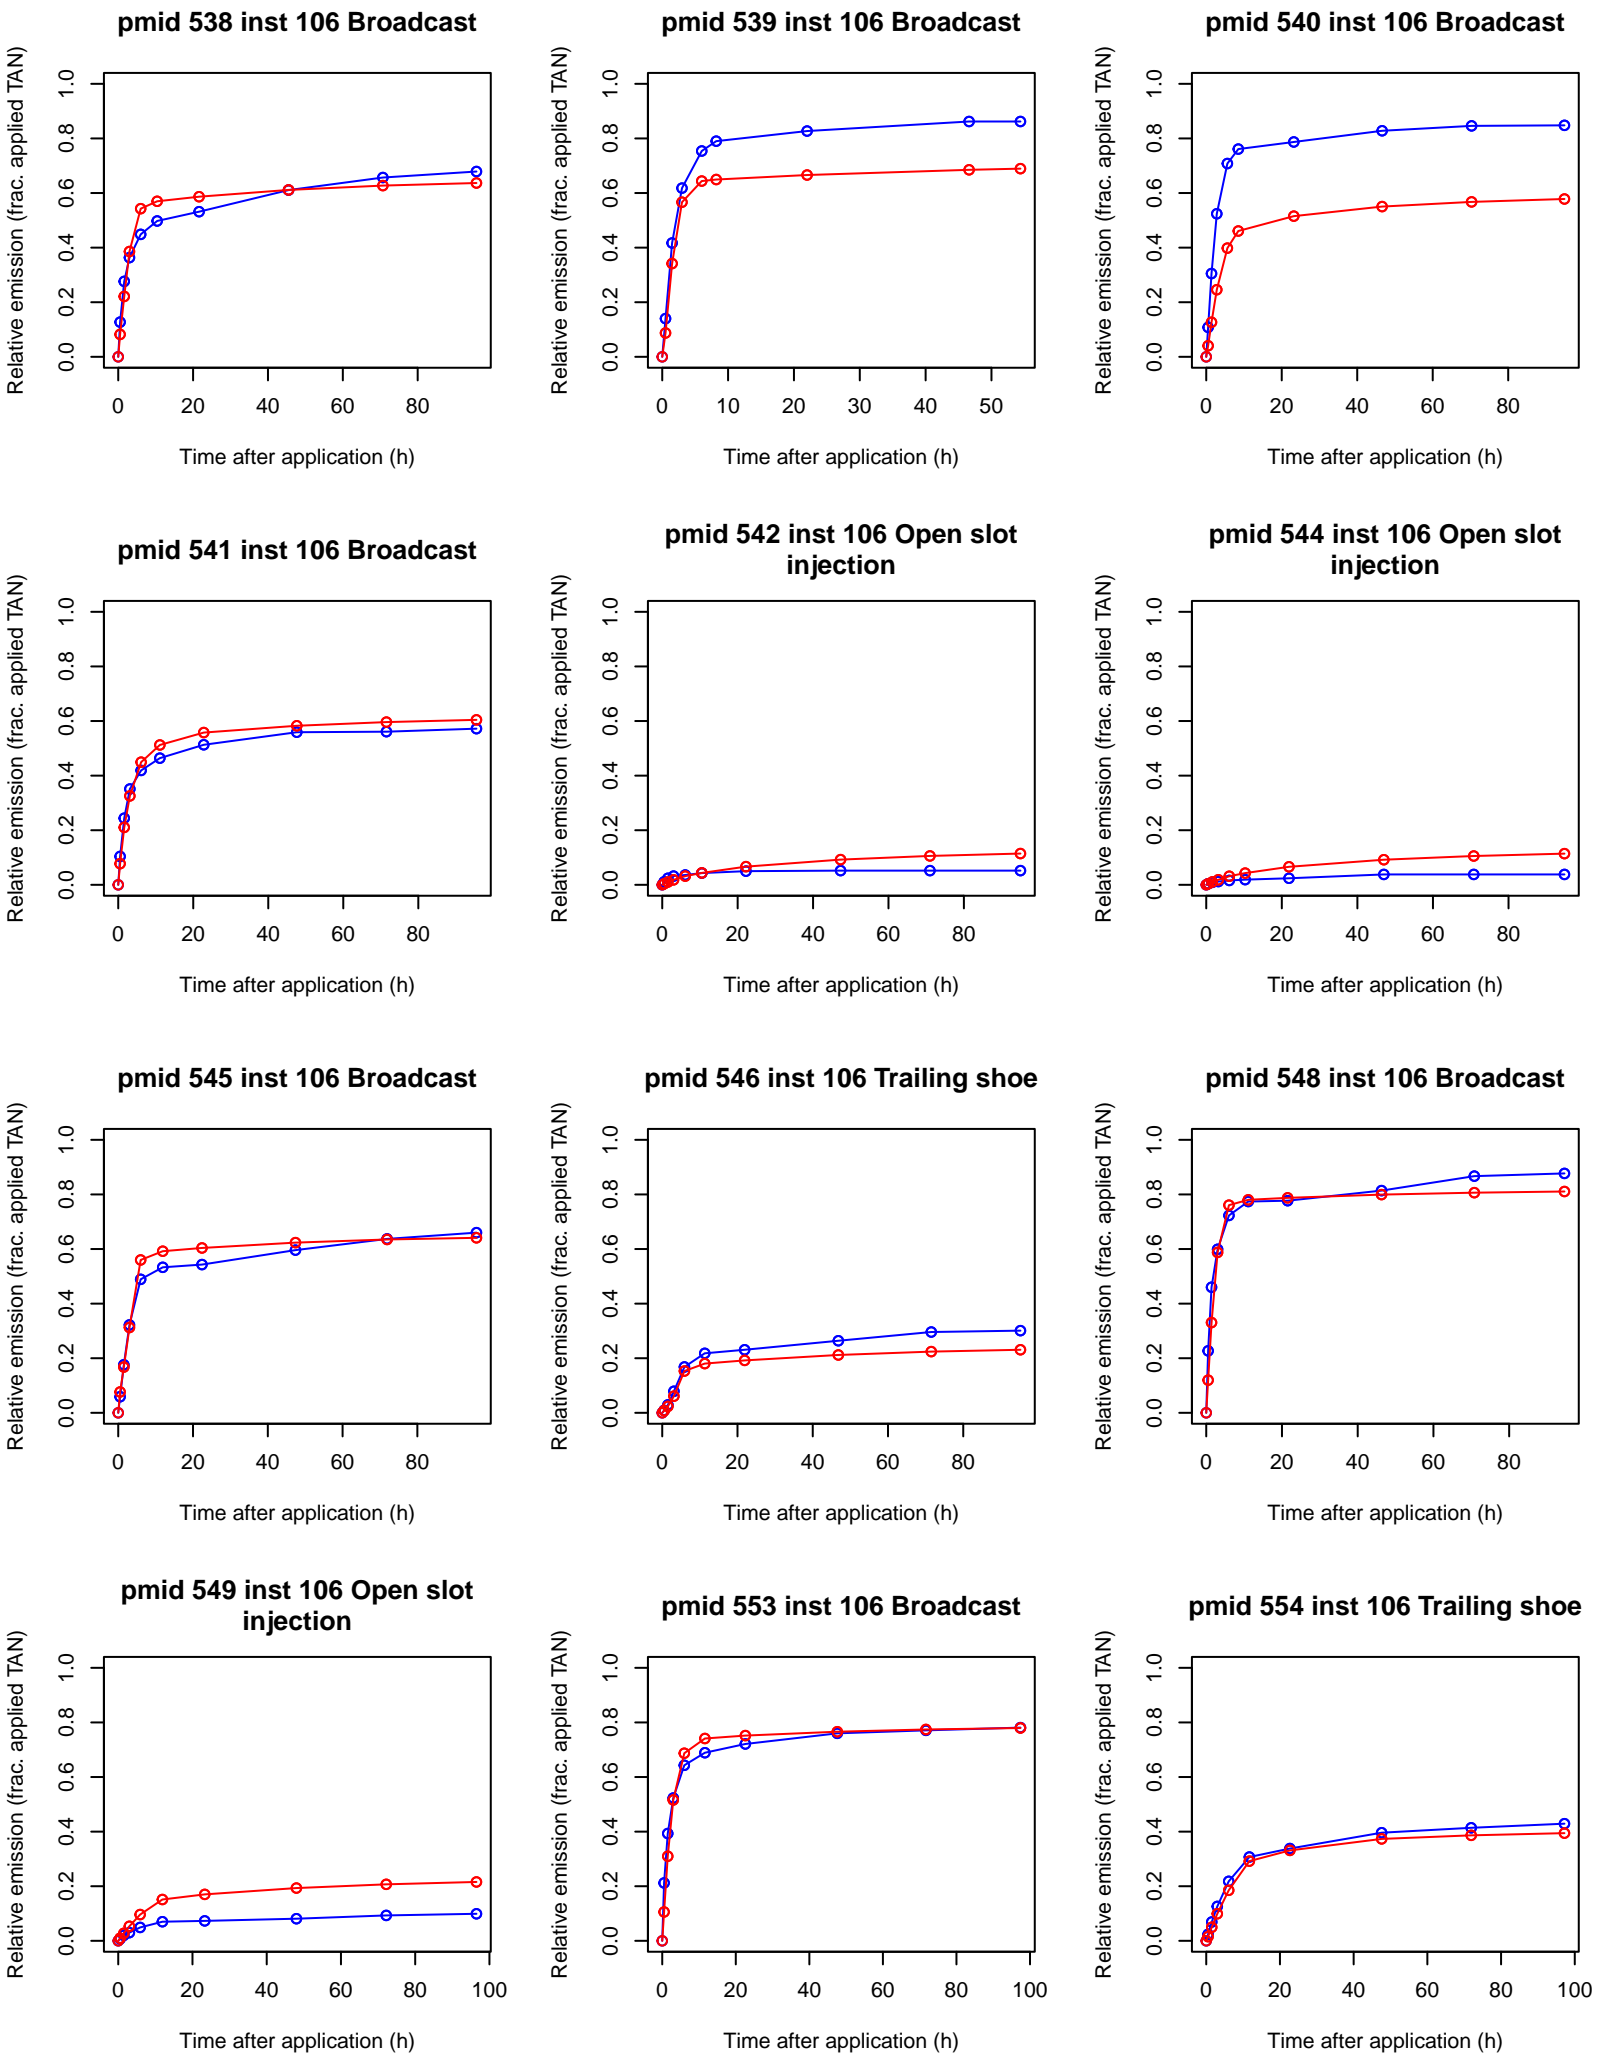 pmid 538 inst 106 Broadcast
Relative emission (frac. applied TAN)
1.0
0.8
0.6
0.4
0.2
0.0
0 20 40 60 80
Time after application (h)
pmid 539 inst 106 Broadcast
Relative emission (frac. applied TAN)
1.0
0.8
0.6
0.4
0.2
0.0
0 10 20 30 40 50
Time after application (h)
pmid 540 inst 106 Broadcast
Relative emission (frac. applied TAN)
1.0
0.8
0.6
0.4
0.2
0.0
0 20 40 60 80
Time after application (h)
pmid 541 inst 106 Broadcast
Relative emission (frac. applied TAN)
1.0
0.8
0.6
0.4
0.2
0.0
0 20 40 60 80
Time after application (h)
pmid 542 inst 106 Open slot
injection
Relative emission (frac. applied TAN)
1.0
0.8
0.6
0.4
0.2
0.0
0 20 40 60 80
Time after application (h)
pmid 544 inst 106 Open slot
injection
Relative emission (frac. applied TAN)
1.0
0.8
0.6
0.4
0.2
0.0
0 20 40 60 80
Time after application (h)
pmid 545 inst 106 Broadcast
Relative emission (frac. applied TAN)
1.0
0.8
0.6
0.4
0.2
0.0
0 20 40 60 80
Time after application (h)
pmid 546 inst 106 Trailing shoe
Relative emission (frac. applied TAN)
1.0
0.8
0.6
0.4
0.2
0.0
0 20 40 60 80
Time after application (h)
pmid 548 inst 106 Broadcast
Relative emission (frac. applied TAN)
1.0
0.8
0.6
0.4
0.2
0.0
0 20 40 60 80
Time after application (h)
pmid 549 inst 106 Open slot
injection
Relative emission (frac. applied TAN)
1.0
0.8
0.6
0.4
0.2
0.0
0 20 40 60 80 100
Time after application (h)
pmid 553 inst 106 Broadcast
Relative emission (frac. applied TAN)
1.0
0.8
0.6
0.4
0.2
0.0
0 20 40 60 80 100
Time after application (h)
pmid 554 inst 106 Trailing shoe
Relative emission (frac. applied TAN)
1.0
0.8
0.6
0.4
0.2
0.0
0 20 40 60 80 100
Time after application (h)